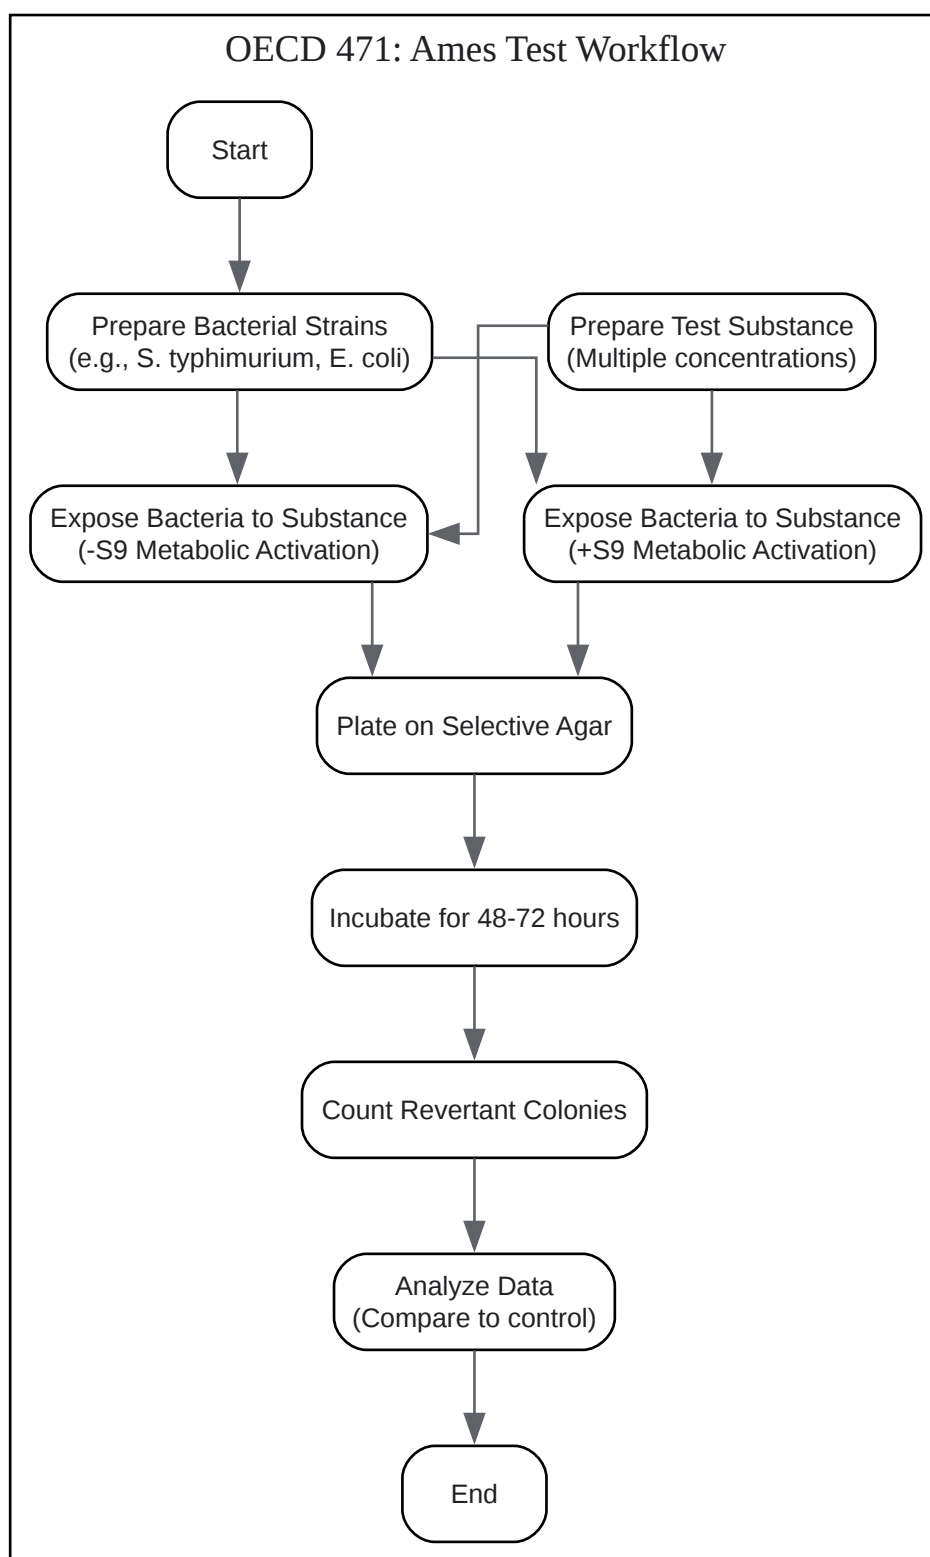 OECD 471: Ames Test Workflow
Start
Prepare Bacterial Strains
(e.g., S. typhimurium, E. coli)
Prepare Test Substance
(Multiple concentrations)
Expose Bacteria to Substance
(-S9 Metabolic Activation)
Expose Bacteria to Substance
(+S9 Metabolic Activation)
Plate on Selective Agar
Incubate for 48-72 hours
Count Revertant Colonies
Analyze Data
(Compare to control)
End